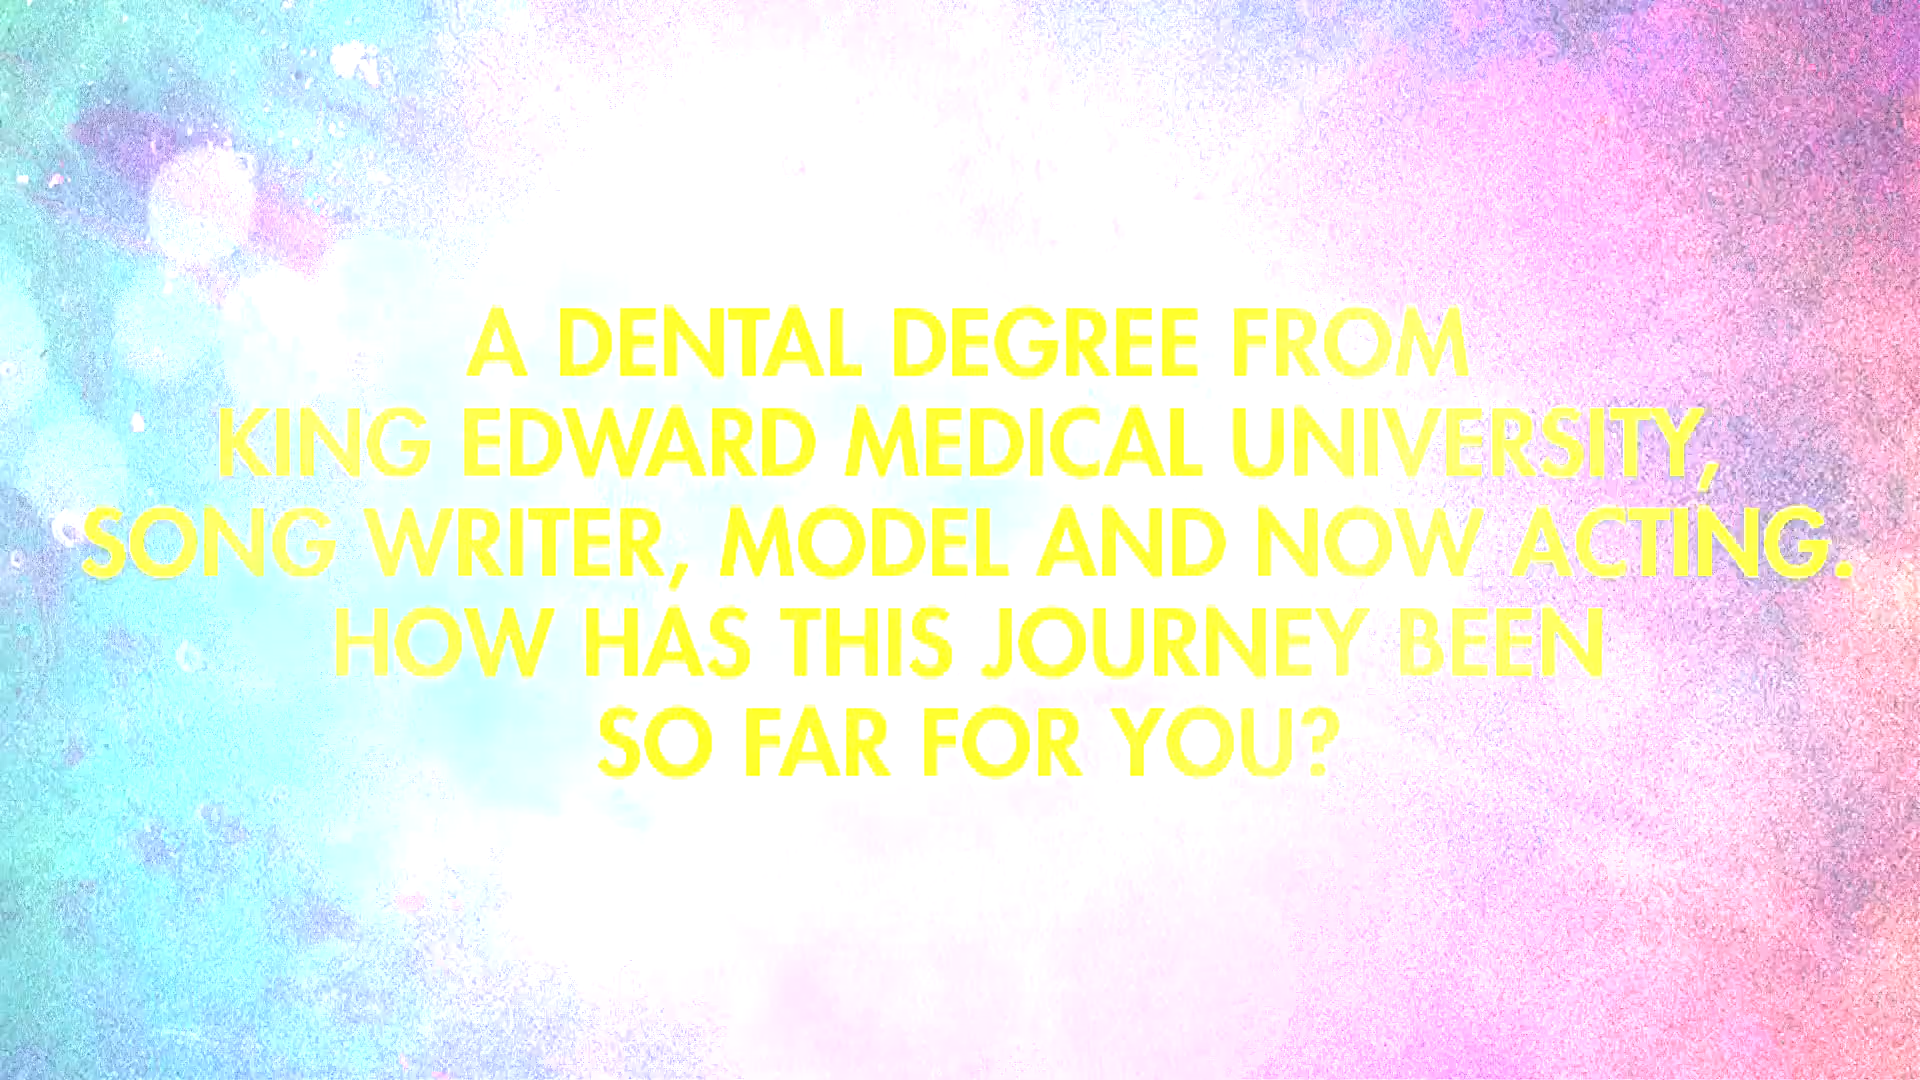 A DENTAL DEGREE FROM
KING EDWARD MEDICAL UNIVERSITY,
SONG WRITER, MODEL AND NOW ACTING.
HOW HAS THIS JOURNEY BEEN
SO FAR FOR YOU?